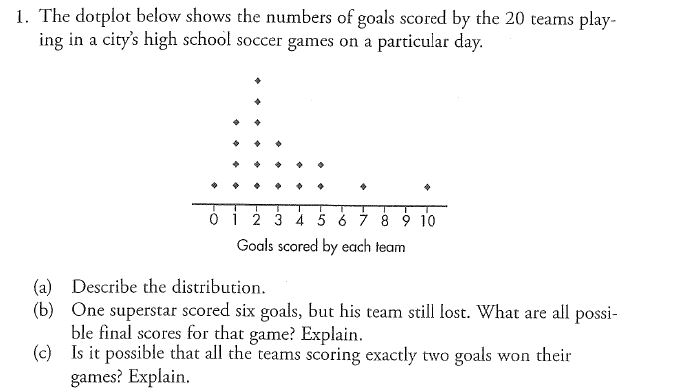 1. The dotplot below shows the numbers of goals scored by the 20 teams play-
ing in a city's high school soccer games on a particular day.
0 1 2 3 4 5 6 7 8 9 10
Goals scored by each team
(a) Describe the distribution.
(b) One superstar scored six goals, but his team still lost. What are all possi-
ble final scores for that game? Explain.
(c) Is it possible that all the teams scoring exactly two goals won their
games? Explain.